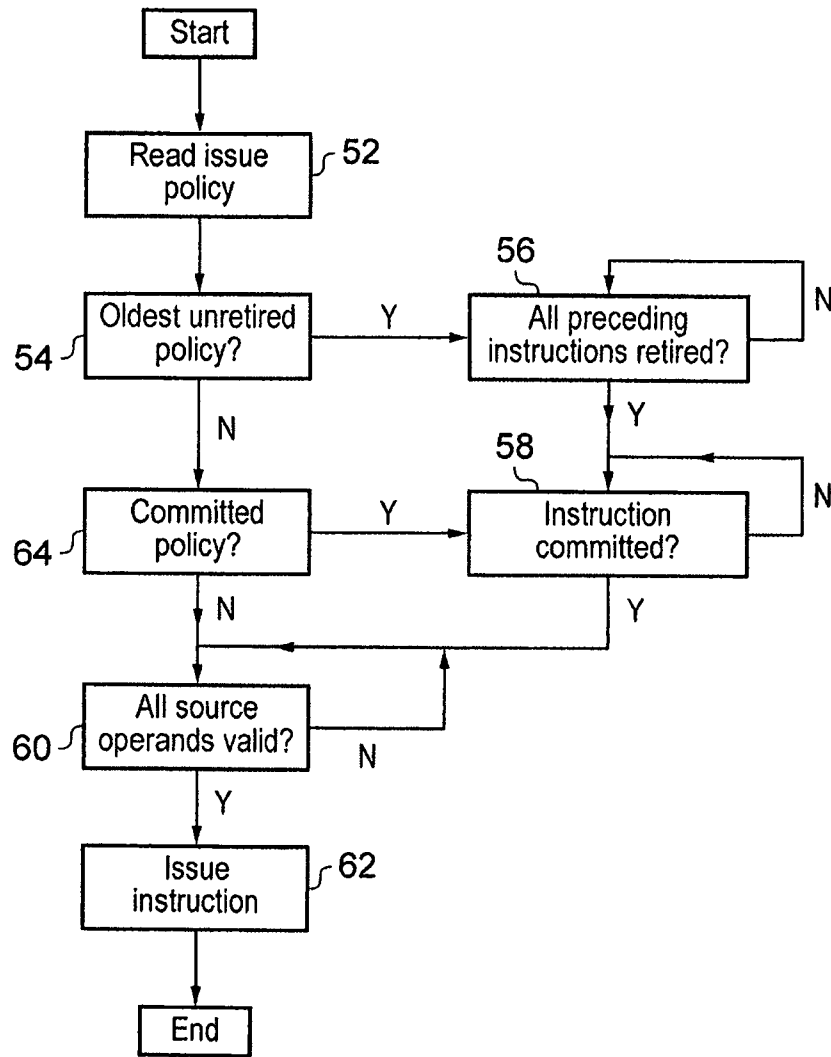 Start
Read issue
policy
52
Oldest unretired
policy?
54
Y
N
56
All preceding
instructions retired?
N
Y
58
Instruction
committed?
N
Y
Committed
policy?
64
Y
N
All source
operands valid?
60
N
Y
Issue
instruction
62
End